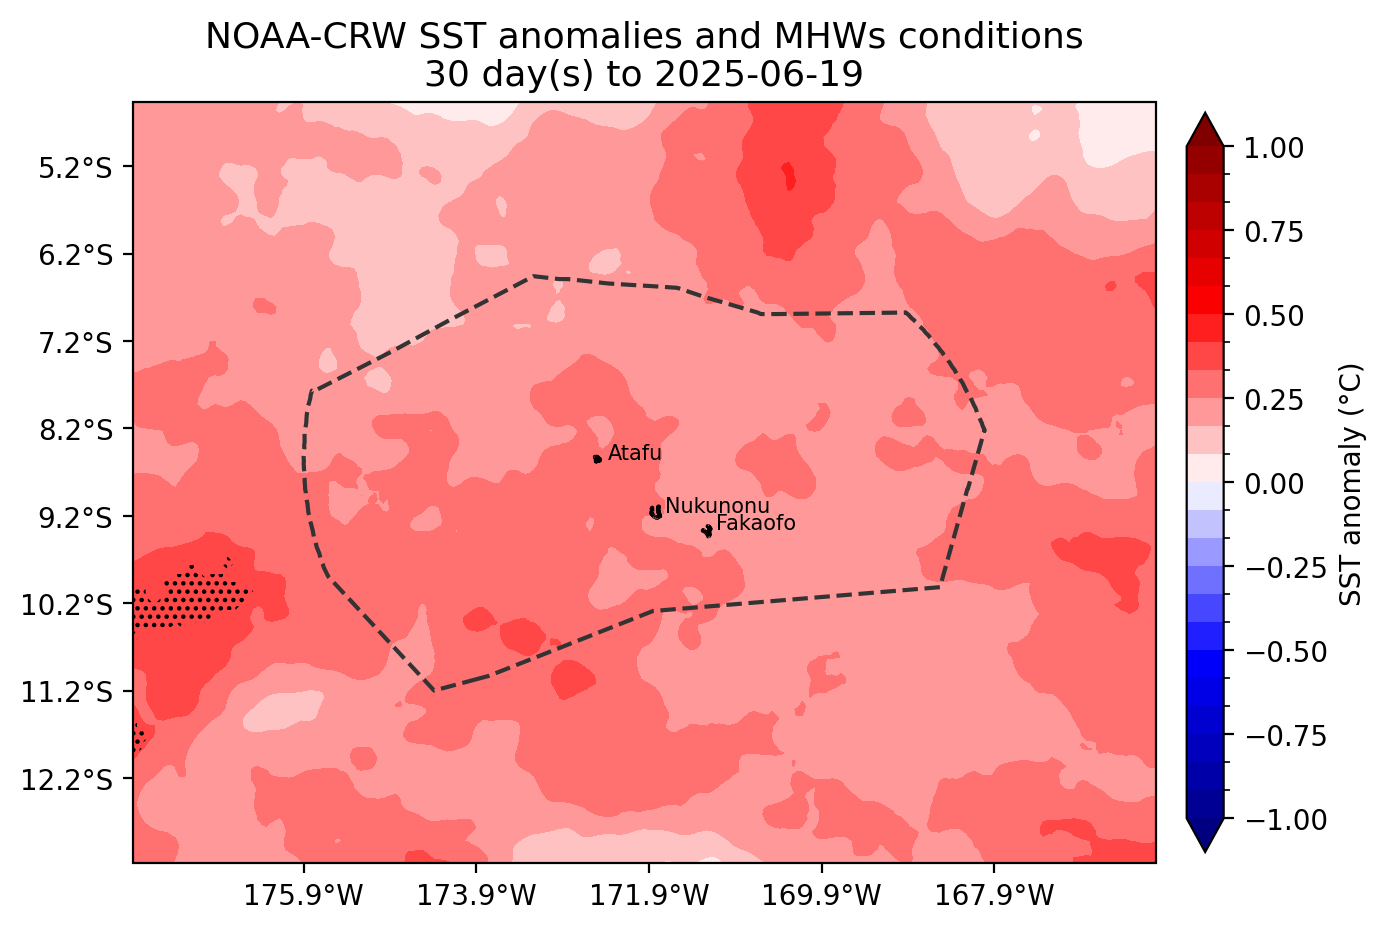 NOAA-CRW SST anomalies and MHWs conditions
30 day(s) to 2025-06-19
5.2°S
6.2°S
7.2°S
8.2°S
9.2°S
10.2°S
11.2°S
12.2°S
Atafu
Nukunonu
Fakaofo
175.9°W
173.9°W
171.9°W
169.9°W
167.9°W
1.00
0.75
0.50
0.25
0.00
−0.25
−0.50
−0.75
−1.00
SST anomaly (°C)